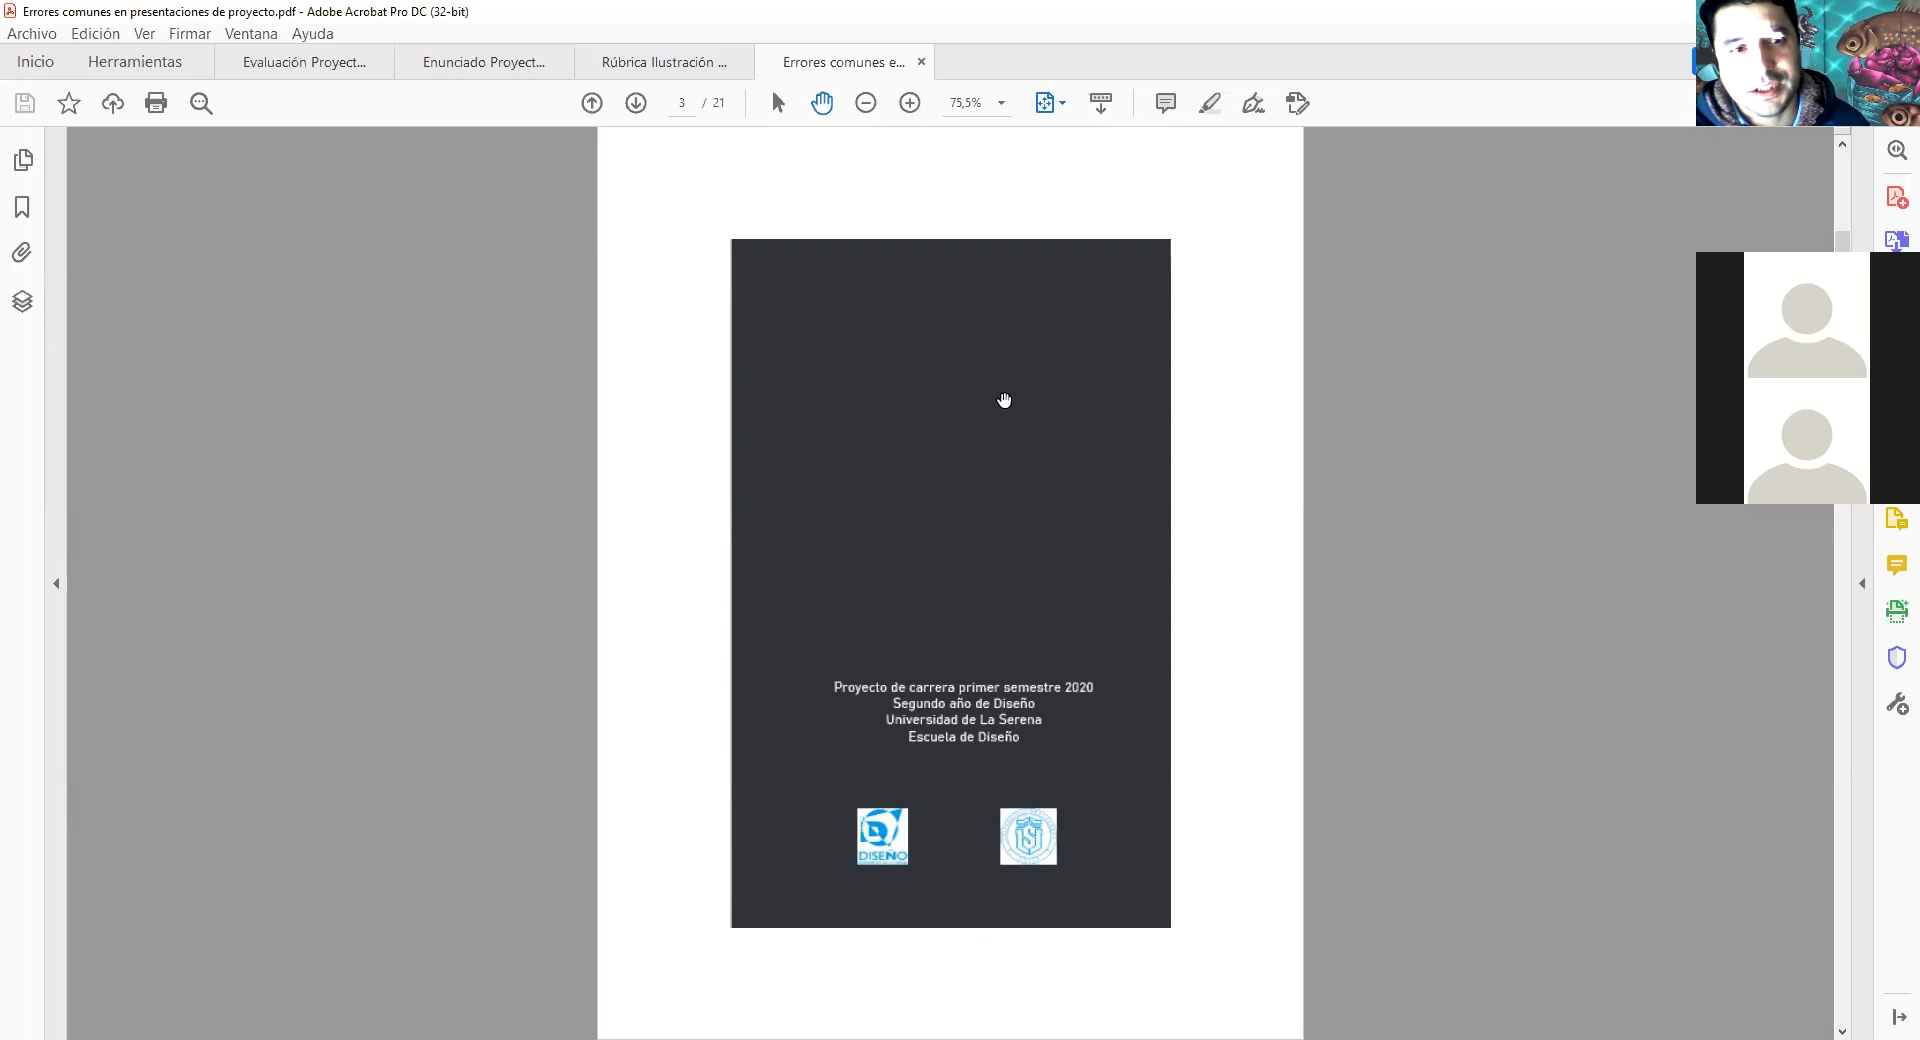 Errores comunes en presentaciones de proyecto.pdf - Adobe Acrobat Pro DC (32-bit)
Archivo Edición Ver Firmar Ventana Ayuda
Inicio Herramientas Evaluación Proyect... Enunciado Proyect... Rúbrica Ilustración ... Errores comunes e...
3 / 21 75,5%
Proyecto de carrera primer semestre 2020
Segundo año de Diseño
Universidad de La Serena
Escuela de Diseño
DISEÑO